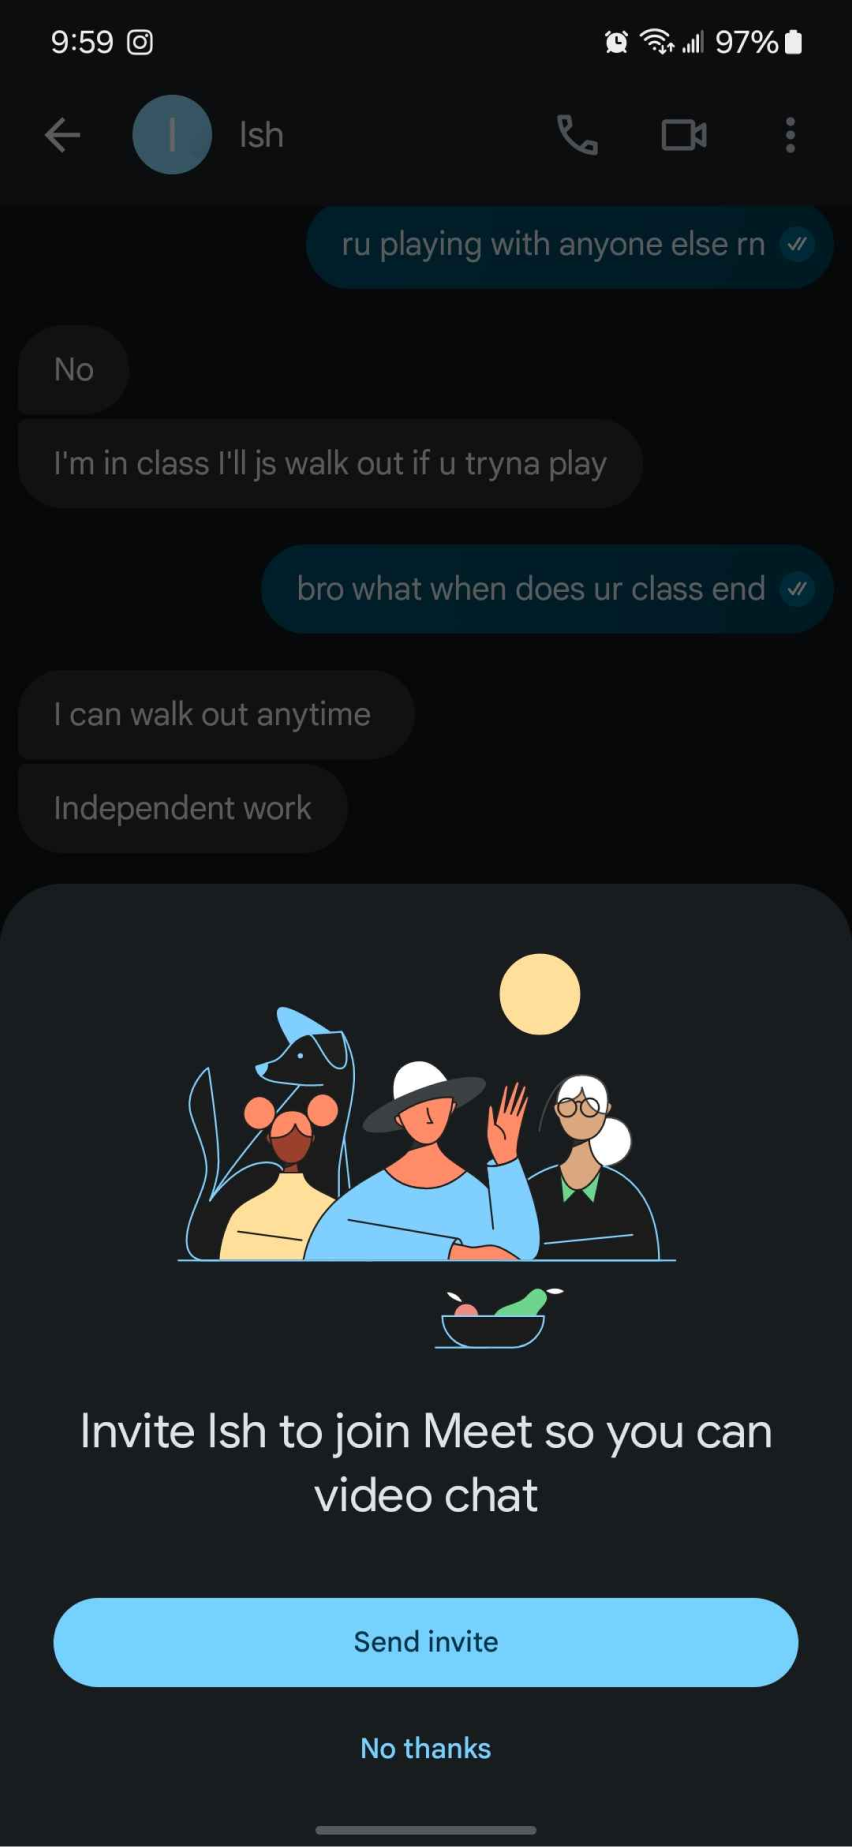 9:59
97%
I
Ish
ru playing with anyone else rn
No
I'm in class I'll js walk out if u tryna play
bro what when does ur class end
I can walk out anytime
Independent work
Invite Ish to join Meet so you can
video chat
Send invite
No thanks